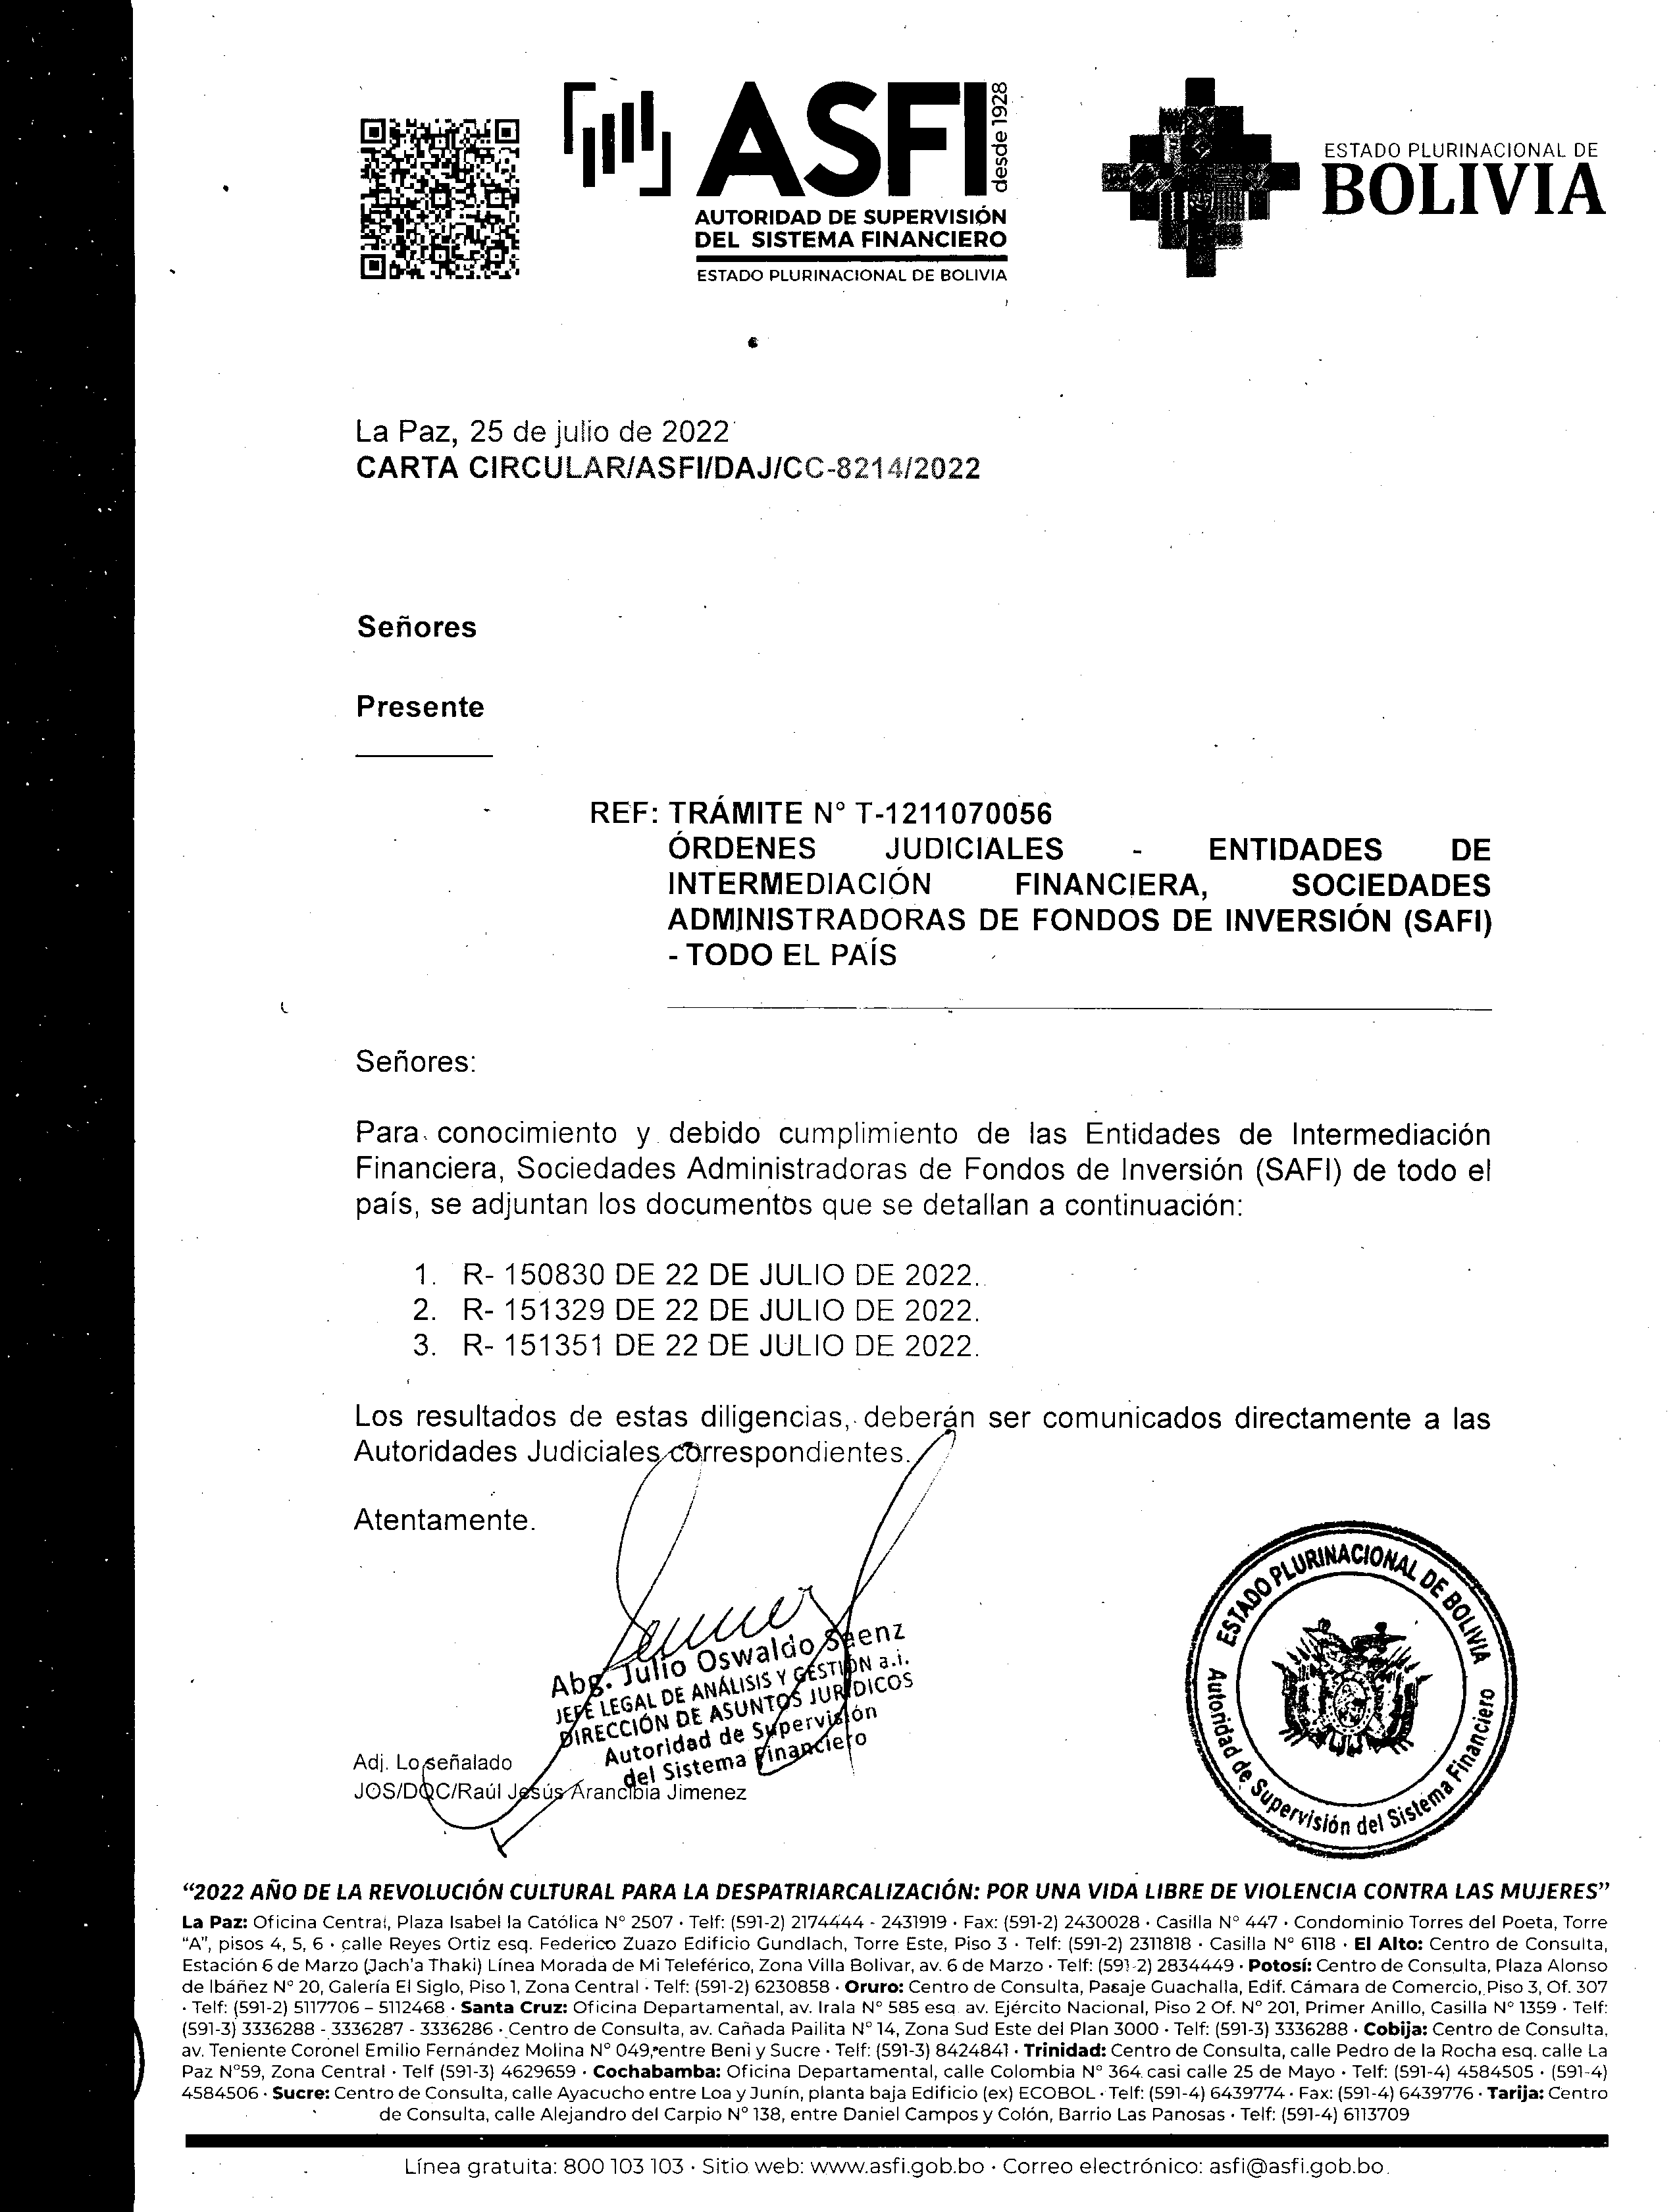 ASFI
desde 1928
AUTORIDAD DE SUPERVISIÓN
DEL SISTEMA FINANCIERO
ESTADO PLURINACIONAL DE BOLIVIA
ESTADO PLURINACIONAL DE
BOLIVIA
La Paz, 25 de julio de 2022
CARTA CIRCULAR/ASFI/DAJ/CC-8214/2022
Señores
Presente
REF: TRÁMITE N° T-1211070056
ÓRDENES JUDICIALES - ENTIDADES DE
INTERMEDIACIÓN FINANCIERA, SOCIEDADES
ADMINISTRADORAS DE FONDOS DE INVERSIÓN (SAFI)
- TODO EL PAÍS
Señores:
Para conocimiento y debido cumplimiento de las Entidades de Intermediación
Financiera, Sociedades Administradoras de Fondos de Inversión (SAFI) de todo el
país, se adjuntan los documentos que se detallan a continuación:
1. R- 150830 DE 22 DE JULIO DE 2022.
2. R- 151329 DE 22 DE JULIO DE 2022.
3. R- 151351 DE 22 DE JULIO DE 2022.
Los resultados de estas diligencias, deberán ser comunicados directamente a las
Autoridades Judiciales correspondientes.
Atentamente.
Abg. Julio Oswaldo Saenz
JEFE LEGAL DE ANÁLISIS Y GESTIÓN a.i.
DIRECCIÓN DE ASUNTOS JURÍDICOS
Autoridad de Supervisión
del Sistema Financiero
ESTADO PLURINACIONAL DE BOLIVIA
Autoridad de Supervisión del Sistema Financiero
Adj. Lo señalado
JOS/DQC/Raúl Jesús Arancibia Jimenez
“2022 AÑO DE LA REVOLUCIÓN CULTURAL PARA LA DESPATRIARCALIZACIÓN: POR UNA VIDA LIBRE DE VIOLENCIA CONTRA LAS MUJERES”
La Paz: Oficina Central, Plaza Isabel la Católica N° 2507 · Telf: (591-2) 2174444 - 2431919 · Fax: (591-2) 2430028 · Casilla N° 447 · Condominio Torres del Poeta, Torre
“A”, pisos 4, 5, 6 · calle Reyes Ortiz esq. Federico Zuazo Edificio Gundlach, Torre Este, Piso 3 · Telf: (591-2) 2311818 · Casilla N° 6118 · El Alto: Centro de Consulta,
Estación 6 de Marzo (Jach’a Thaki) Línea Morada de Mi Teleférico, Zona Villa Bolivar, av. 6 de Marzo · Telf: (591-2) 2834449 · Potosí: Centro de Consulta, Plaza Alonso
de Ibáñez N° 20, Galería El Siglo, Piso 1, Zona Central · Telf: (591-2) 6230858 · Oruro: Centro de Consulta, Pasaje Guachalla, Edif. Cámara de Comercio, Piso 3, Of. 307
· Telf: (591-2) 5117706 – 5112468 · Santa Cruz: Oficina Departamental, av. Irala N° 585 esq. av. Ejército Nacional, Piso 2 Of. N° 201, Primer Anillo, Casilla N° 1359 · Telf:
(591-3) 3336288 - 3336287 - 3336286 · Centro de Consulta, av. Cañada Pailita N° 14, Zona Sud Este del Plan 3000 · Telf: (591-3) 3336288 · Cobija: Centro de Consulta,
av. Teniente Coronel Emilio Fernández Molina N° 049, entre Beni y Sucre · Telf: (591-3) 8424841 · Trinidad: Centro de Consulta, calle Pedro de la Rocha esq. calle La
Paz N°59, Zona Central · Telf (591-3) 4629659 · Cochabamba: Oficina Departamental, calle Colombia N° 364 casi calle 25 de Mayo · Telf: (591-4) 4584505 · (591-4)
4584506 · Sucre: Centro de Consulta, calle Ayacucho entre Loa y Junín, planta baja Edificio (ex) ECOBOL · Telf: (591-4) 6439774 · Fax: (591-4) 6439776 · Tarija: Centro
de Consulta, calle Alejandro del Carpio N° 138, entre Daniel Campos y Colón, Barrio Las Panosas · Telf: (591-4) 6113709
Línea gratuita: 800 103 103 · Sitio web: www.asfi.gob.bo · Correo electrónico: asfi@asfi.gob.bo